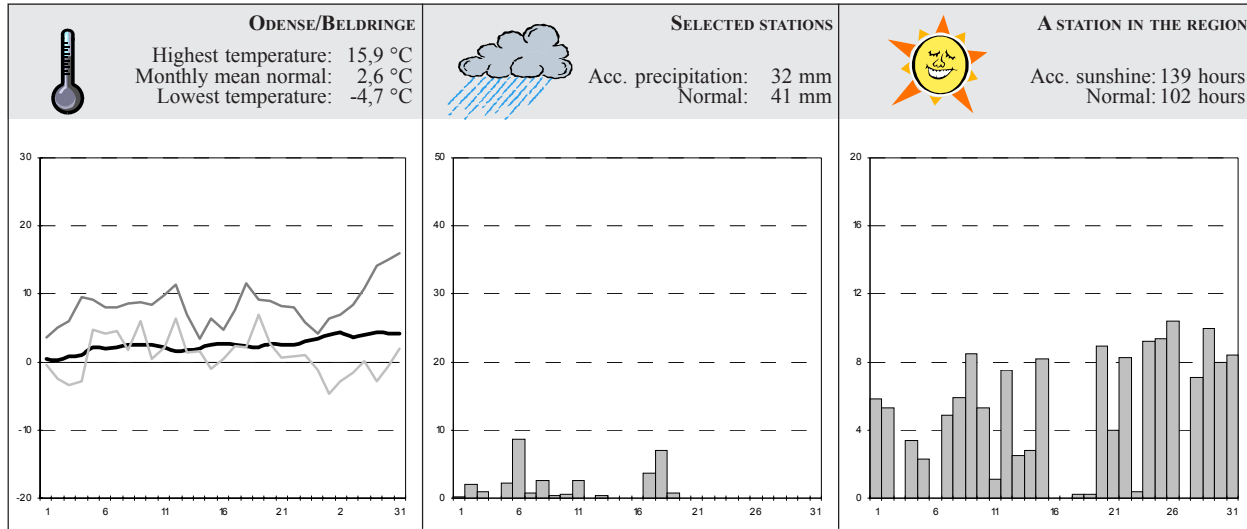 ODENSE/BELDRINGE
Highest temperature: 15,9 °C
Monthly mean normal: 2,6 °C
Lowest temperature: -4,7 °C
SELECTED STATIONS
Acc. precipitation: 32 mm
Normal: 41 mm
A STATION IN THE REGION
Acc. sunshine: 139 hours
Normal: 102 hours
30
20
10
0
-10
-20
1 6 11 16 21 2 31
50
40
30
20
10
0
1 6 11 16 21 26 31
20
16
12
8
4
0
1 6 11 16 21 26 31